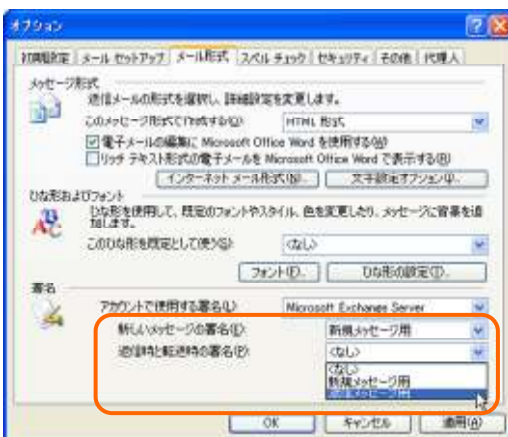 オプション
初期設定 メール セットアップ メール形式 スペル チェック セキュリティ その他 代理人
メッセージ形式
送信メールの形式を選択し、詳細設定を変更します。
このメッセージ形式で作成する(O): HTML 形式
電子メールの編集に Microsoft Office Word を使用する(W)
リッチ テキスト形式の電子メールを Microsoft Office Word で表示する(R)
インターネット メール形式(N)... 文字設定オプション(I)...
ひな形およびフォント
ひな形を使用して、既定のフォントやスタイル、色を変更したり、メッセージに背景を追加します。
このひな形を既定として使う(S): <なし>
フォント(F)... ひな形の設定(T)...
署名
アカウントで使用する署名(L): Microsoft Exchange Server
新しいメッセージの署名(E): 新規メッセージ用
返信時と転送時の署名(P): <なし>
<なし>
新規メッセージ用
返信メッセージ用
OK キャンセル 適用(A)